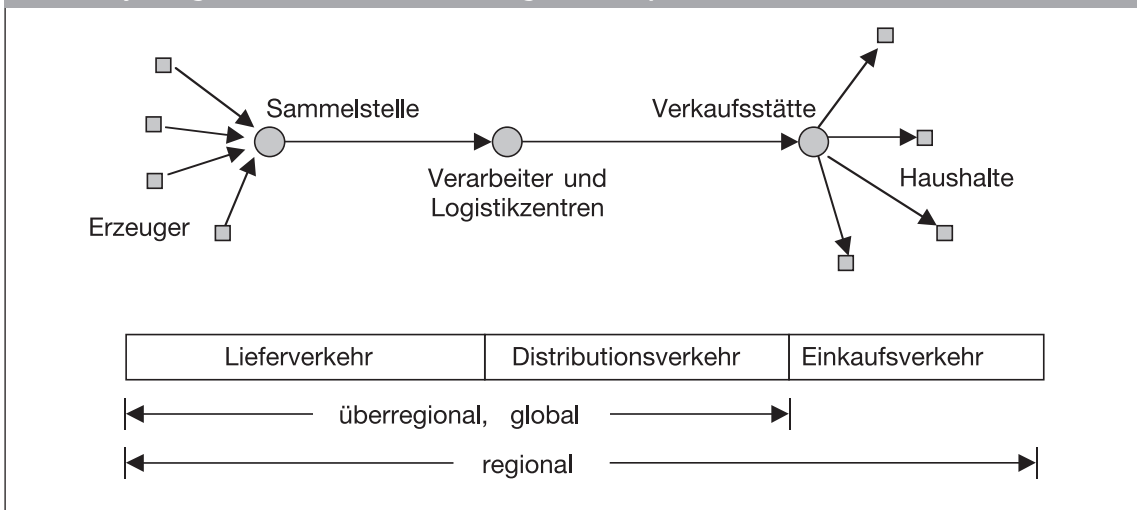 Sammelstelle
Verkaufsstätte
Verarbeiter und
Logistikzentren
Haushalte
Erzeuger
Lieferverkehr
Distributionsverkehr
Einkaufsverkehr
überregional, global
regional